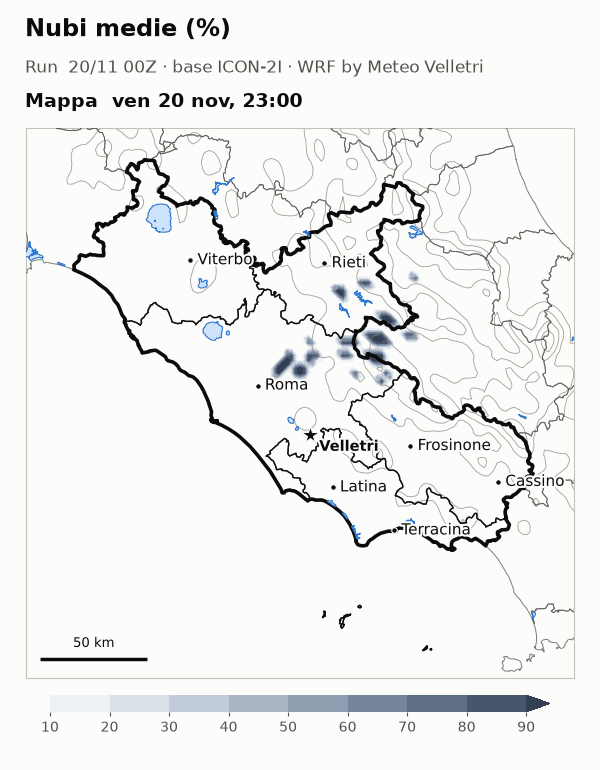 Nubi medie (%)
Run 20/11 00Z · base ICON-2I · WRF by Meteo Velletri
Mappa ven 20 nov, 23:00
Viterbo
Rieti
Roma
Velletri
Frosinone
Latina
Cassino
Terracina
50 km
10 20 30 40 50 60 70 80 90